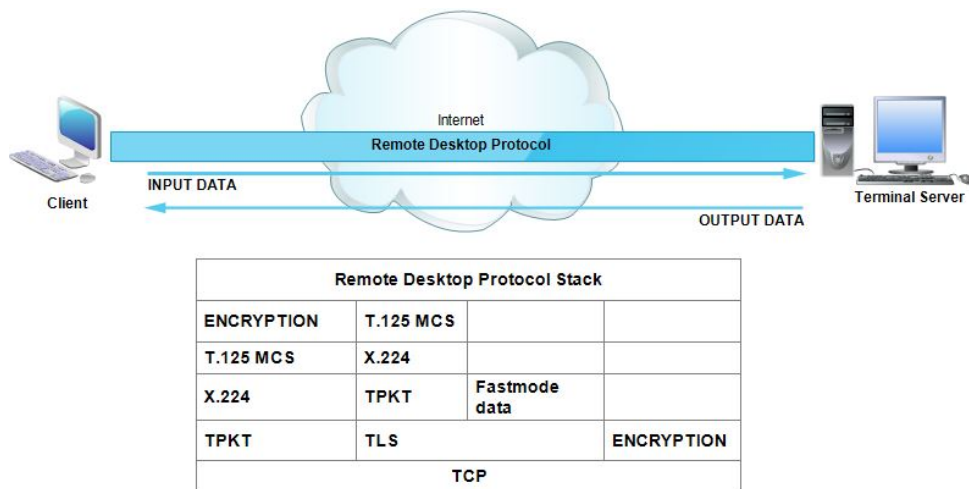 Internet
Remote Desktop Protocol
INPUT DATA
Client
Terminal Server
OUTPUT DATA
Remote Desktop Protocol Stack
ENCRYPTION T.125 MCS
T.125 MCS X.224
X.224 TPKT Fastmode
data
TPKT TLS ENCRYPTION
TCP